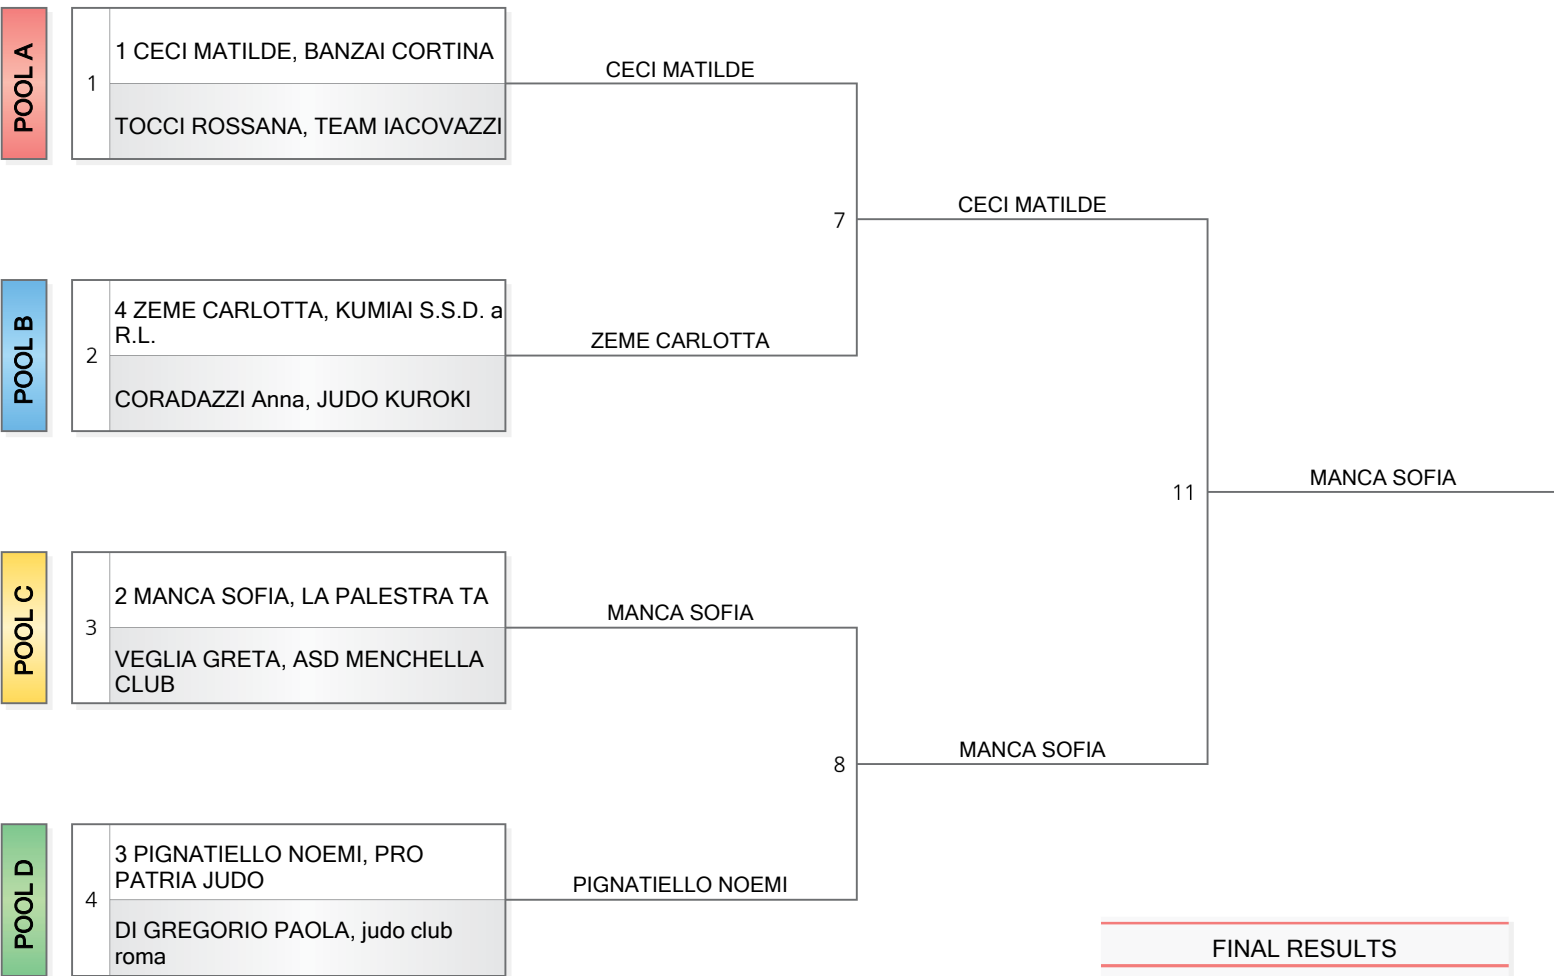 POOL A
1
1 CECI MATILDE, BANZAI CORTINA
TOCCI ROSSANA, TEAM IACOVAZZI
CECI MATILDE
7
CECI MATILDE
POOL B
2
4 ZEME CARLOTTA, KUMIAI S.S.D. a
R.L.
CORADAZZI Anna, JUDO KUROKI
ZEME CARLOTTA
11
MANCA SOFIA
POOL C
3
2 MANCA SOFIA, LA PALESTRA TA
VEGLIA GRETA, ASD MENCHELLA
CLUB
MANCA SOFIA
8
MANCA SOFIA
POOL D
4
3 PIGNATIELLO NOEMI, PRO
PATRIA JUDO
DI GREGORIO PAOLA, judo club
roma
PIGNATIELLO NOEMI
FINAL RESULTS